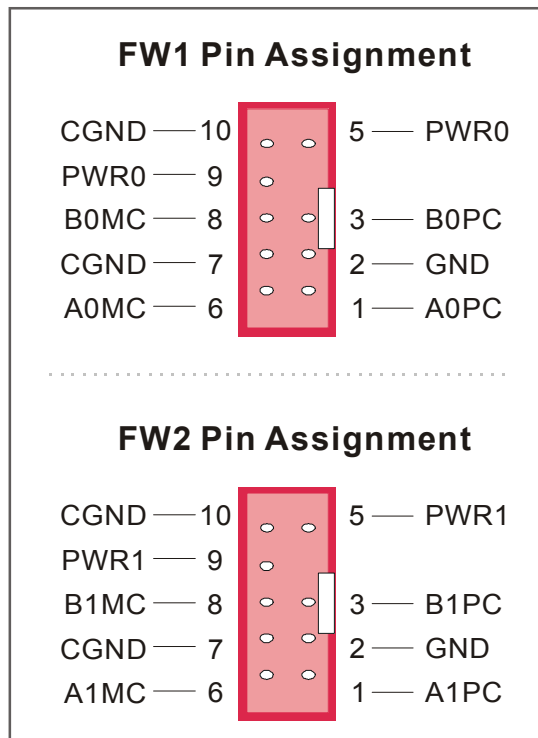 FW1 Pin Assignment
CGND 10 5 PWR0
PWR0 9
B0MC 8 3 B0PC
CGND 7 2 GND
A0MC 6 1 A0PC
FW2 Pin Assignment
CGND 10 5 PWR1
PWR1 9
B1MC 8 3 B1PC
CGND 7 2 GND
A1MC 6 1 A1PC